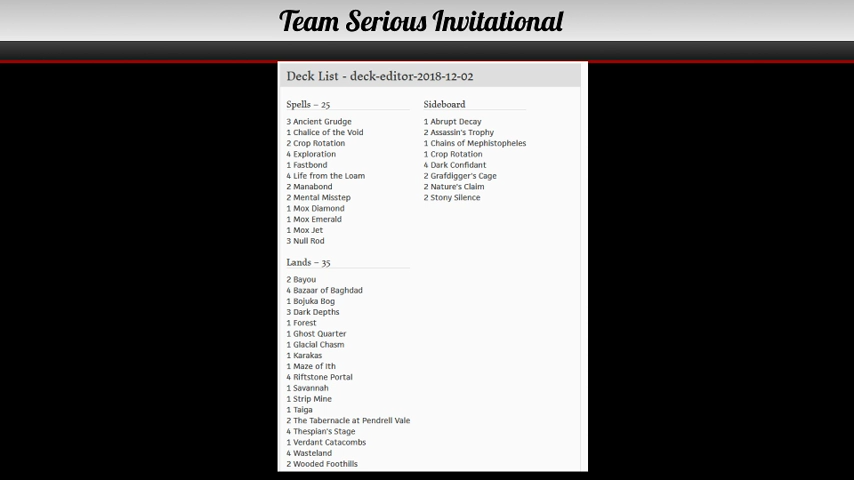 Team Serious Invitational
Deck List - deck-editor-2018-12-02
Spells – 25
3 Ancient Grudge
1 Chalice of the Void
2 Crop Rotation
4 Exploration
1 Fastbond
4 Life from the Loam
2 Manabond
2 Mental Misstep
1 Mox Diamond
1 Mox Emerald
1 Mox Jet
3 Null Rod
Lands – 35
2 Bayou
4 Bazaar of Baghdad
1 Bojuka Bog
3 Dark Depths
1 Forest
1 Ghost Quarter
1 Glacial Chasm
1 Karakas
1 Maze of Ith
4 Riftstone Portal
1 Savannah
1 Strip Mine
1 Taiga
2 The Tabernacle at Pendrell Vale
4 Thespian's Stage
1 Verdant Catacombs
4 Wasteland
2 Wooded Foothills
Sideboard
1 Abrupt Decay
2 Assassin's Trophy
1 Chains of Mephistopheles
1 Crop Rotation
4 Dark Confidant
2 Grafdigger's Cage
2 Nature's Claim
2 Stony Silence